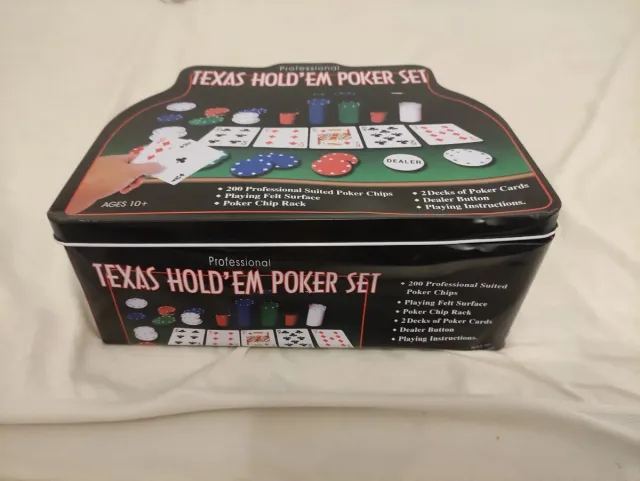 Professional
TEXAS HOLD'EM POKER SET
DEALER
• 200 Professional Suited Poker Chips
• Playing Felt Surface
• Poker Chip Rack
• 2 Decks of Poker Cards
• Dealer Button
• Playing Instructions.
AGES 10+
Professional
TEXAS HOLD'EM POKER SET
• 200 Professional Suited
Poker Chips
• Playing Felt Surface
• Poker Chip Rack
• 2 Decks of Poker Cards
• Dealer Button
• Playing Instructions.